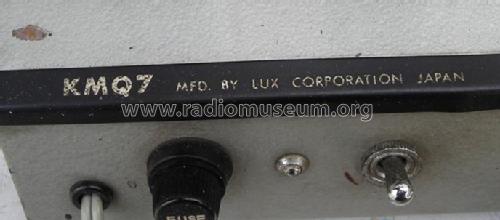 KMQ7 MFD. BY LUX CORPORATION JAPAN
www.radiomuseum.org
FUSE